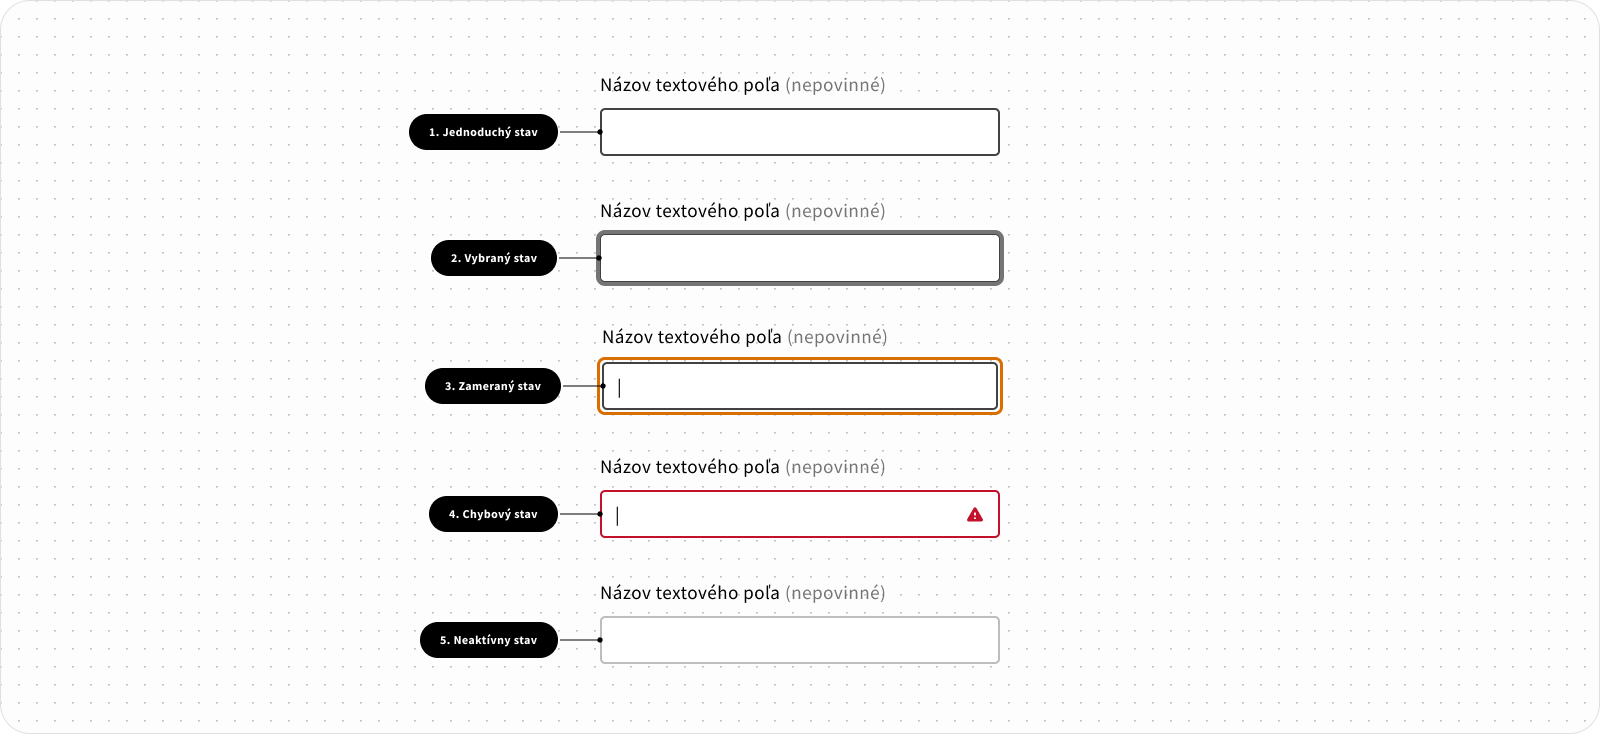 Názov textového poľa (nepovinné)
1. Jednoduchý stav
Názov textového poľa (nepovinné)
2. Vybraný stav
Názov textového poľa (nepovinné)
3. Zameraný stav
Názov textového poľa (nepovinné)
4. Chybový stav
Názov textového poľa (nepovinné)
5. Neaktívny stav